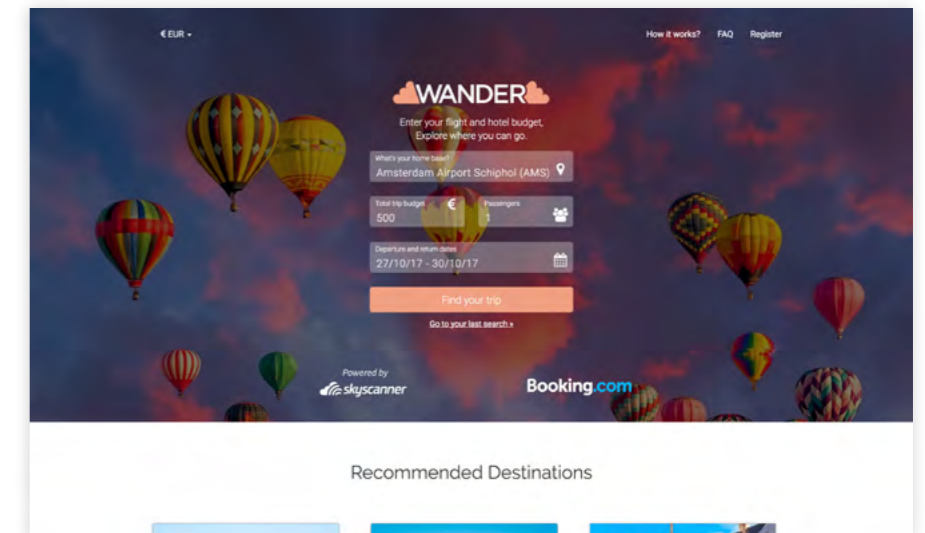 € EUR
How it works? FAQ Register
WANDER
Enter your flight and hotel budget,
Explore where you can go.
What's your home base?
Amsterdam Airport Schiphol (AMS)
Total trip budget € Passengers
500 1
Departure and return dates
27/10/17 - 30/10/17
Find your trip
Go to your last search »
Powered by
skyscanner
Booking.com
Recommended Destinations